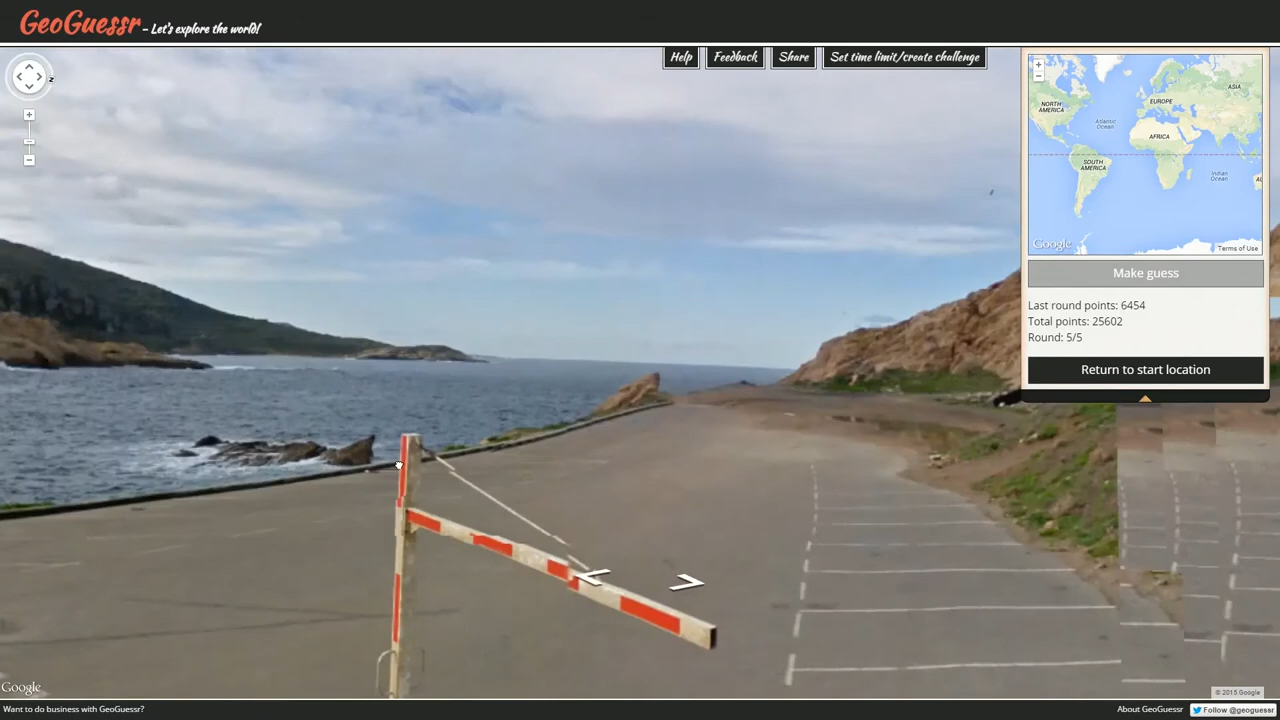 GeoGuessr - Let's explore the world!
Help
Feedback
Share
Set time limit/create challenge
NORTH AMERICA
EUROPE
ASIA
Atlantic Ocean
AFRICA
SOUTH AMERICA
Indian Ocean
AU
Google
Terms of Use
Make guess
Last round points: 6454
Total points: 25602
Round: 5/5
Return to start location
Google
© 2015 Google
Want to do business with GeoGuessr?
About GeoGuessr
Follow @geoguessr